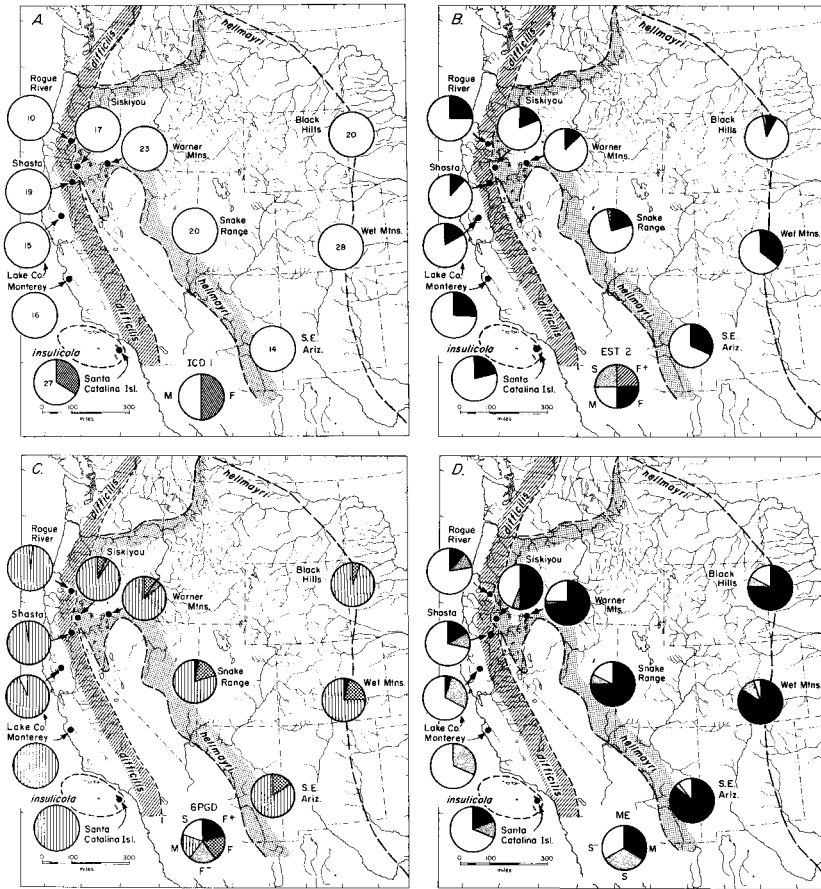 A.
difficilis
hellmayri
Rogue
River
10
Siskiyou
17
23
Warner
Mtns.
Black
Hills
20
Shasta
19
15
Snake
Range
20
Wet Mtns.
28
Lake Co.
Monterey
16
difficilis
hellmayri
S.E.
Ariz.
14
insulicola
27
Santa
Catalina Isl.
ICD 1
M
F
0 100 300
miles
B.
difficilis
hellmayri
Rogue
River
Siskiyou
Warner
Mtns.
Black
Hills
Shasta
Snake
Range
Wet Mtns.
Lake Co.
Monterey
difficilis
hellmayri
S.E.
Ariz.
insulicola
Santa
Catalina Isl.
EST 2
S
F+
M
F
0 100 300
miles
C.
difficilis
hellmayri
Rogue
River
Siskiyou
Warner
Mtns.
Black
Hills
Shasta
Snake
Range
Wet Mtns.
Lake Co.
Monterey
difficilis
hellmayri
S.E.
Ariz.
insulicola
Santa
Catalina Isl.
6PGD
S
F+
M
F
F-
0 100 300
miles
D.
difficilis
hellmayri
Rogue
River
Siskiyou
Warner
Mts.
Black
Hills
Shasta
Snake
Range
Wet Mtns.
Lake Co.
Monterey
difficilis
hellmayri
S.E.
Ariz.
insulicola
Santa
Catalina Isl.
ME
S-
M
S
0 100 300
miles